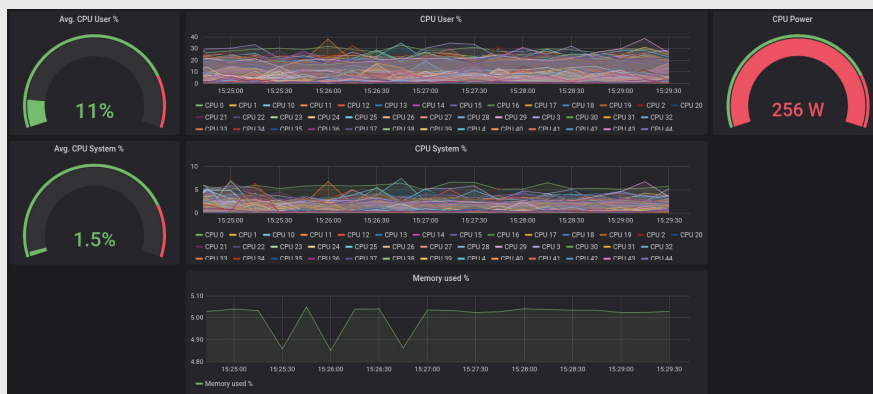 Avg. CPU User %
11%
CPU User %
40
30
20
10
0
15:25:00 15:25:30 15:26:00 15:26:30 15:27:00 15:27:30 15:28:00 15:28:30 15:29:00 15:29:30
CPU 0 CPU 1 CPU 10 CPU 11 CPU 12 CPU 13 CPU 14 CPU 15 CPU 16 CPU 17 CPU 18 CPU 19 CPU 2 CPU 20
CPU 21 CPU 22 CPU 23 CPU 24 CPU 25 CPU 26 CPU 27 CPU 28 CPU 29 CPU 3 CPU 30 CPU 31 CPU 32
CPU 33 CPU 34 CPU 35 CPU 36 CPU 37 CPU 38 CPU 39 CPU 4 CPU 40 CPU 41 CPU 42 CPU 43 CPU 44
CPU Power
256 W
Avg. CPU System %
1.5%
CPU System %
10
5
0
15:25:00 15:25:30 15:26:00 15:26:30 15:27:00 15:27:30 15:28:00 15:28:30 15:29:00 15:29:30
CPU 0 CPU 1 CPU 10 CPU 11 CPU 12 CPU 13 CPU 14 CPU 15 CPU 16 CPU 17 CPU 18 CPU 19 CPU 2 CPU 20
CPU 21 CPU 22 CPU 23 CPU 24 CPU 25 CPU 26 CPU 27 CPU 28 CPU 29 CPU 3 CPU 30 CPU 31 CPU 32
CPU 33 CPU 34 CPU 35 CPU 36 CPU 37 CPU 38 CPU 39 CPU 4 CPU 40 CPU 41 CPU 42 CPU 43 CPU 44
Memory used %
5.10
5.00
4.90
4.80
15:25:00 15:25:30 15:26:00 15:26:30 15:27:00 15:27:30 15:28:00 15:28:30 15:29:00 15:29:30
Memory used %